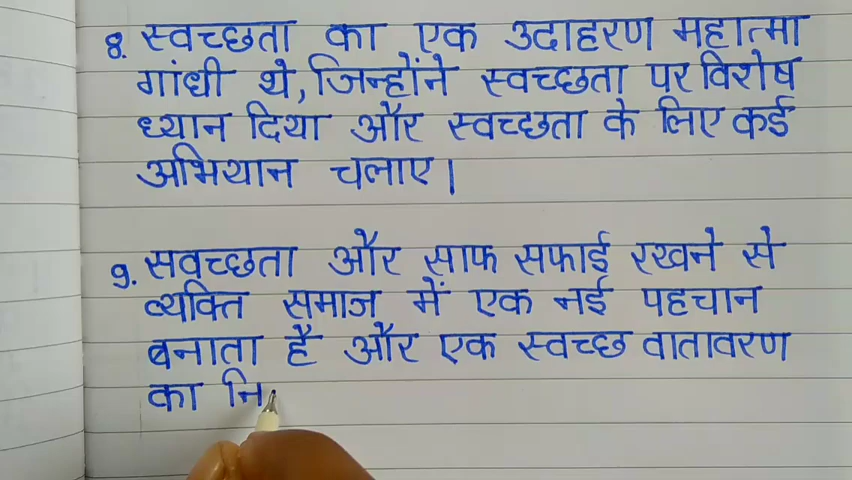 8. स्वच्छता का एक उदाहरण महात्मा
गांधी थे, जिन्होंने स्वच्छता पर विशेष
ध्यान दिया और स्वच्छता के लिए कई
अभियान चलाए।
9. सवच्छता और साफ सफाई रखने से
व्यक्ति समाज में एक नई पहचान
बनाता है और एक स्वच्छ वातावरण
का नि